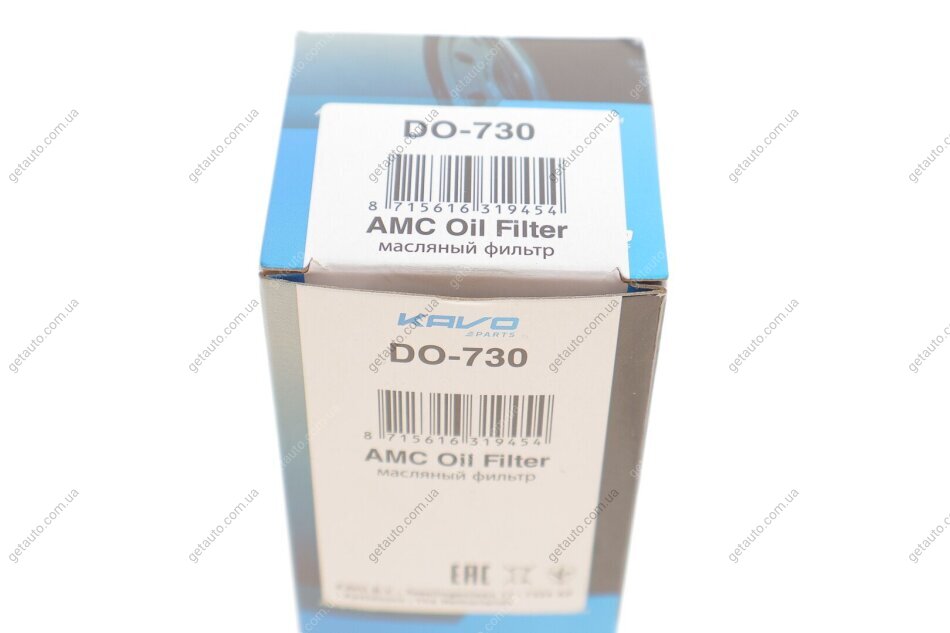 DO-730
8 715616 319454
AMC Oil Filter
масляный фильтр
KAVO
PARTS
DO-730
8 715616 319454
AMC Oil Filter
масляный фильтр
EAC
getauto.com.ua